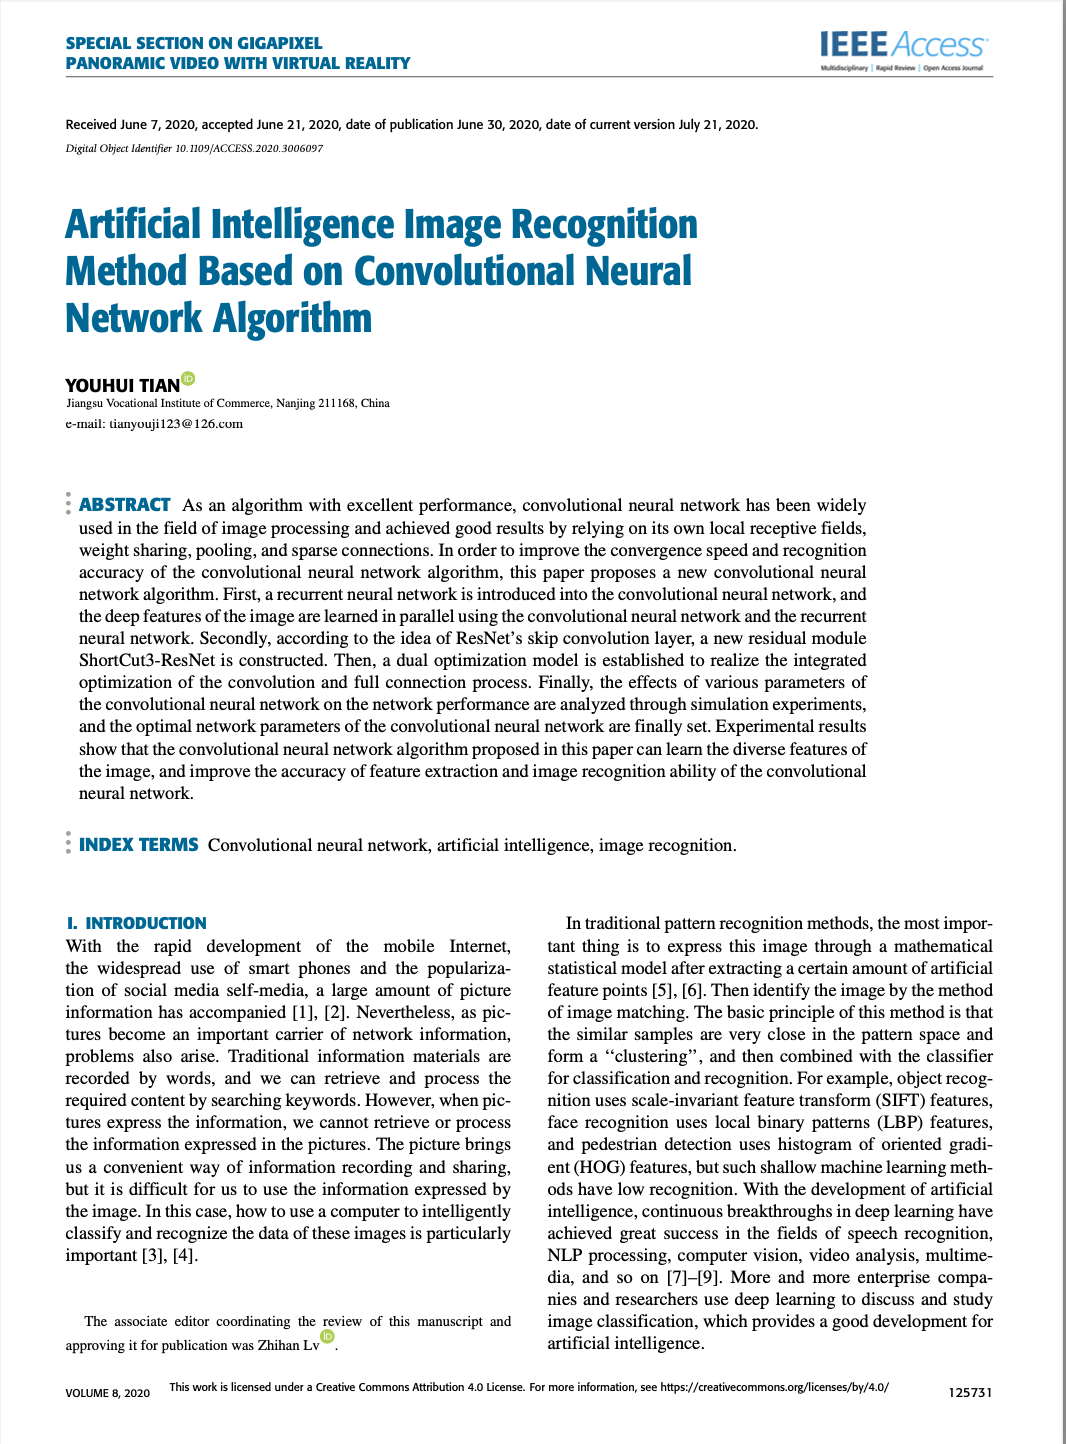 SPECIAL SECTION ON GIGAPIXEL
PANORAMIC VIDEO WITH VIRTUAL REALITY
IEEE Access
Multidisciplinary | Rapid Review | Open Access Journal
Received June 7, 2020, accepted June 21, 2020, date of publication June 30, 2020, date of current version July 21, 2020.
Digital Object Identifier 10.1109/ACCESS.2020.3006097
Artificial Intelligence Image Recognition
Method Based on Convolutional Neural
Network Algorithm
YOUHUI TIAN iD
Jiangsu Vocational Institute of Commerce, Nanjing 211168, China
e-mail: tianyouji123@126.com
ABSTRACT As an algorithm with excellent performance, convolutional neural network has been widely
used in the field of image processing and achieved good results by relying on its own local receptive fields,
weight sharing, pooling, and sparse connections. In order to improve the convergence speed and recognition
accuracy of the convolutional neural network algorithm, this paper proposes a new convolutional neural
network algorithm. First, a recurrent neural network is introduced into the convolutional neural network, and
the deep features of the image are learned in parallel using the convolutional neural network and the recurrent
neural network. Secondly, according to the idea of ResNet's skip convolution layer, a new residual module
ShortCut3-ResNet is constructed. Then, a dual optimization model is established to realize the integrated
optimization of the convolution and full connection process. Finally, the effects of various parameters of
the convolutional neural network on the network performance are analyzed through simulation experiments,
and the optimal network parameters of the convolutional neural network are finally set. Experimental results
show that the convolutional neural network algorithm proposed in this paper can learn the diverse features of
the image, and improve the accuracy of feature extraction and image recognition ability of the convolutional
neural network.
INDEX TERMS Convolutional neural network, artificial intelligence, image recognition.
I. INTRODUCTION
With the rapid development of the mobile Internet,
the widespread use of smart phones and the populariza-
tion of social media self-media, a large amount of picture
information has accompanied [1], [2]. Nevertheless, as pic-
tures become an important carrier of network information,
problems also arise. Traditional information materials are
recorded by words, and we can retrieve and process the
required content by searching keywords. However, when pic-
tures express the information, we cannot retrieve or process
the information expressed in the pictures. The picture brings
us a convenient way of information recording and sharing,
but it is difficult for us to use the information expressed by
the image. In this case, how to use a computer to intelligently
classify and recognize the data of these images is particularly
important [3], [4].
The associate editor coordinating the review of this manuscript and
approving it for publication was Zhihan Lv iD.
In traditional pattern recognition methods, the most impor-
tant thing is to express this image through a mathematical
statistical model after extracting a certain amount of artificial
feature points [5], [6]. Then identify the image by the method
of image matching. The basic principle of this method is that
the similar samples are very close in the pattern space and
form a ‘‘clustering’’, and then combined with the classifier
for classification and recognition. For example, object recog-
nition uses scale-invariant feature transform (SIFT) features,
face recognition uses local binary patterns (LBP) features,
and pedestrian detection uses histogram of oriented gradi-
ent (HOG) features, but such shallow machine learning meth-
ods have low recognition. With the development of artificial
intelligence, continuous breakthroughs in deep learning have
achieved great success in the fields of speech recognition,
NLP processing, computer vision, video analysis, multime-
dia, and so on [7]–[9]. More and more enterprise compa-
nies and researchers use deep learning to discuss and study
image classification, which provides a good development for
artificial intelligence.
VOLUME 8, 2020
This work is licensed under a Creative Commons Attribution 4.0 License. For more information, see https://creativecommons.org/licenses/by/4.0/
125731